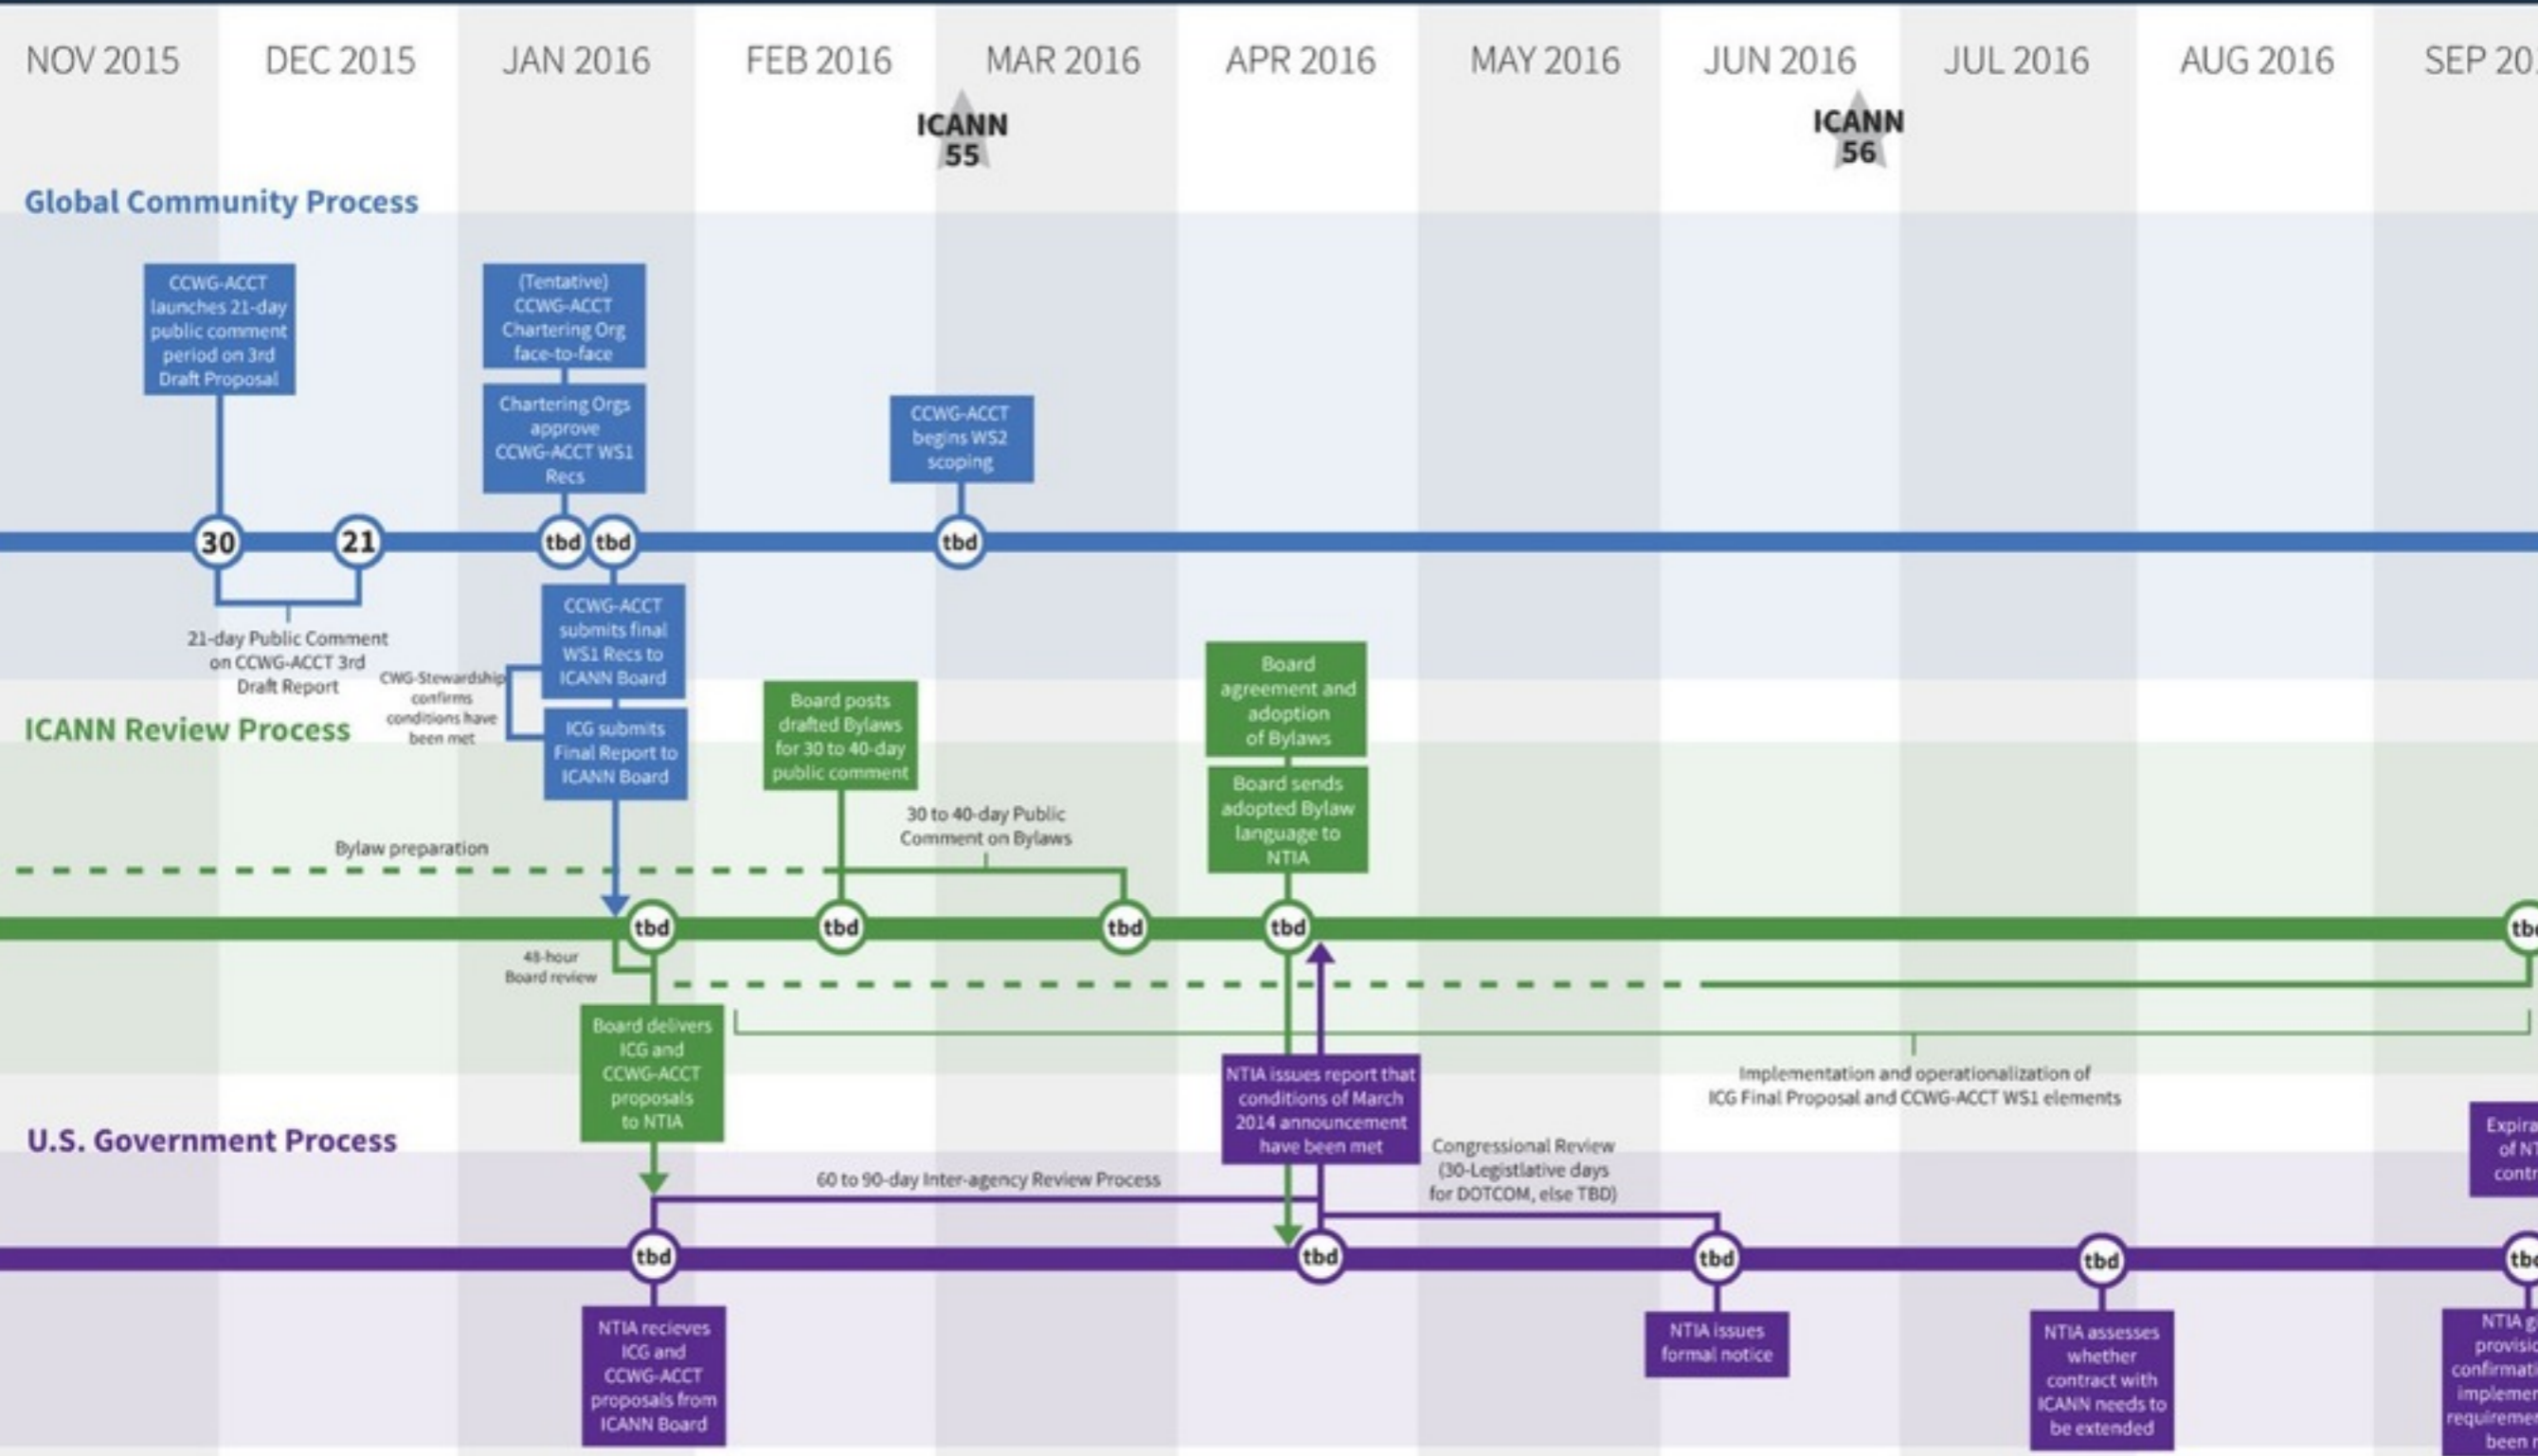 NOV 2015
DEC 2015
JAN 2016
FEB 2016
MAR 2016
APR 2016
MAY 2016
JUN 2016
JUL 2016
AUG 2016
SEP
ICANN
55
ICANN
56
Global Community Process
CCWG-ACCT
launches 21-day
public comment
period on 3rd
Draft Proposal
(Tentative)
CCWG-ACCT
Chartering Org
face-to-face
Chartering Orgs
approve
CCWG-ACCT WS1
Recs
CCWG-ACCT
begins WS2
scoping
30
21
tbd
tbd
tbd
21-day Public Comment
on CCWG-ACCT 3rd
Draft Report
CCWG-ACCT
submits final
WS1 Recs to
ICANN Board
CWG-Stewardship
confirms
conditions have
been met
ICG submits
Final Report to
ICANN Board
ICANN Review Process
Board posts
drafted Bylaws
for 30 to 40-day
public comment
Board
agreement and
adoption
of Bylaws
Board sends
adopted Bylaw
language to
NTIA
Bylaw preparation
30 to 40-day Public
Comment on Bylaws
tbd
tbd
tbd
tbd
48-hour
Board review
Board delivers
ICG and
CCWG-ACCT
proposals
to NTIA
NTIA issues report that
conditions of March
2014 announcement
have been met
Implementation and operationalization of
ICG Final Proposal and CCWG-ACCT WS1 elements
U.S. Government Process
60 to 90-day Inter-agency Review Process
Congressional Review
(30-Legistlative days
for DOTCOM, else TBD)
of
tbd
tbd
tbd
tbd
NTIA recieves
ICG and
CCWG-ACCT
proposals from
ICANN Board
NTIA issues
formal notice
NTIA assesses
whether
contract with
ICANN needs to
be extended
NTIA
been